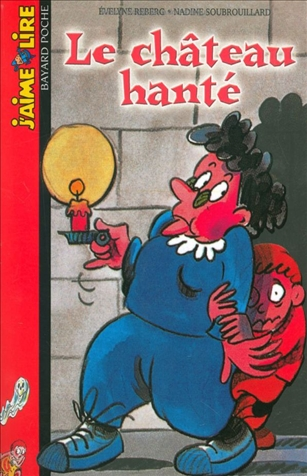 ÉVELYNE REBERG • NADINE SOUBROUILLARD
Le château
hanté
J'AIME LIRE
BAYARD POCHE